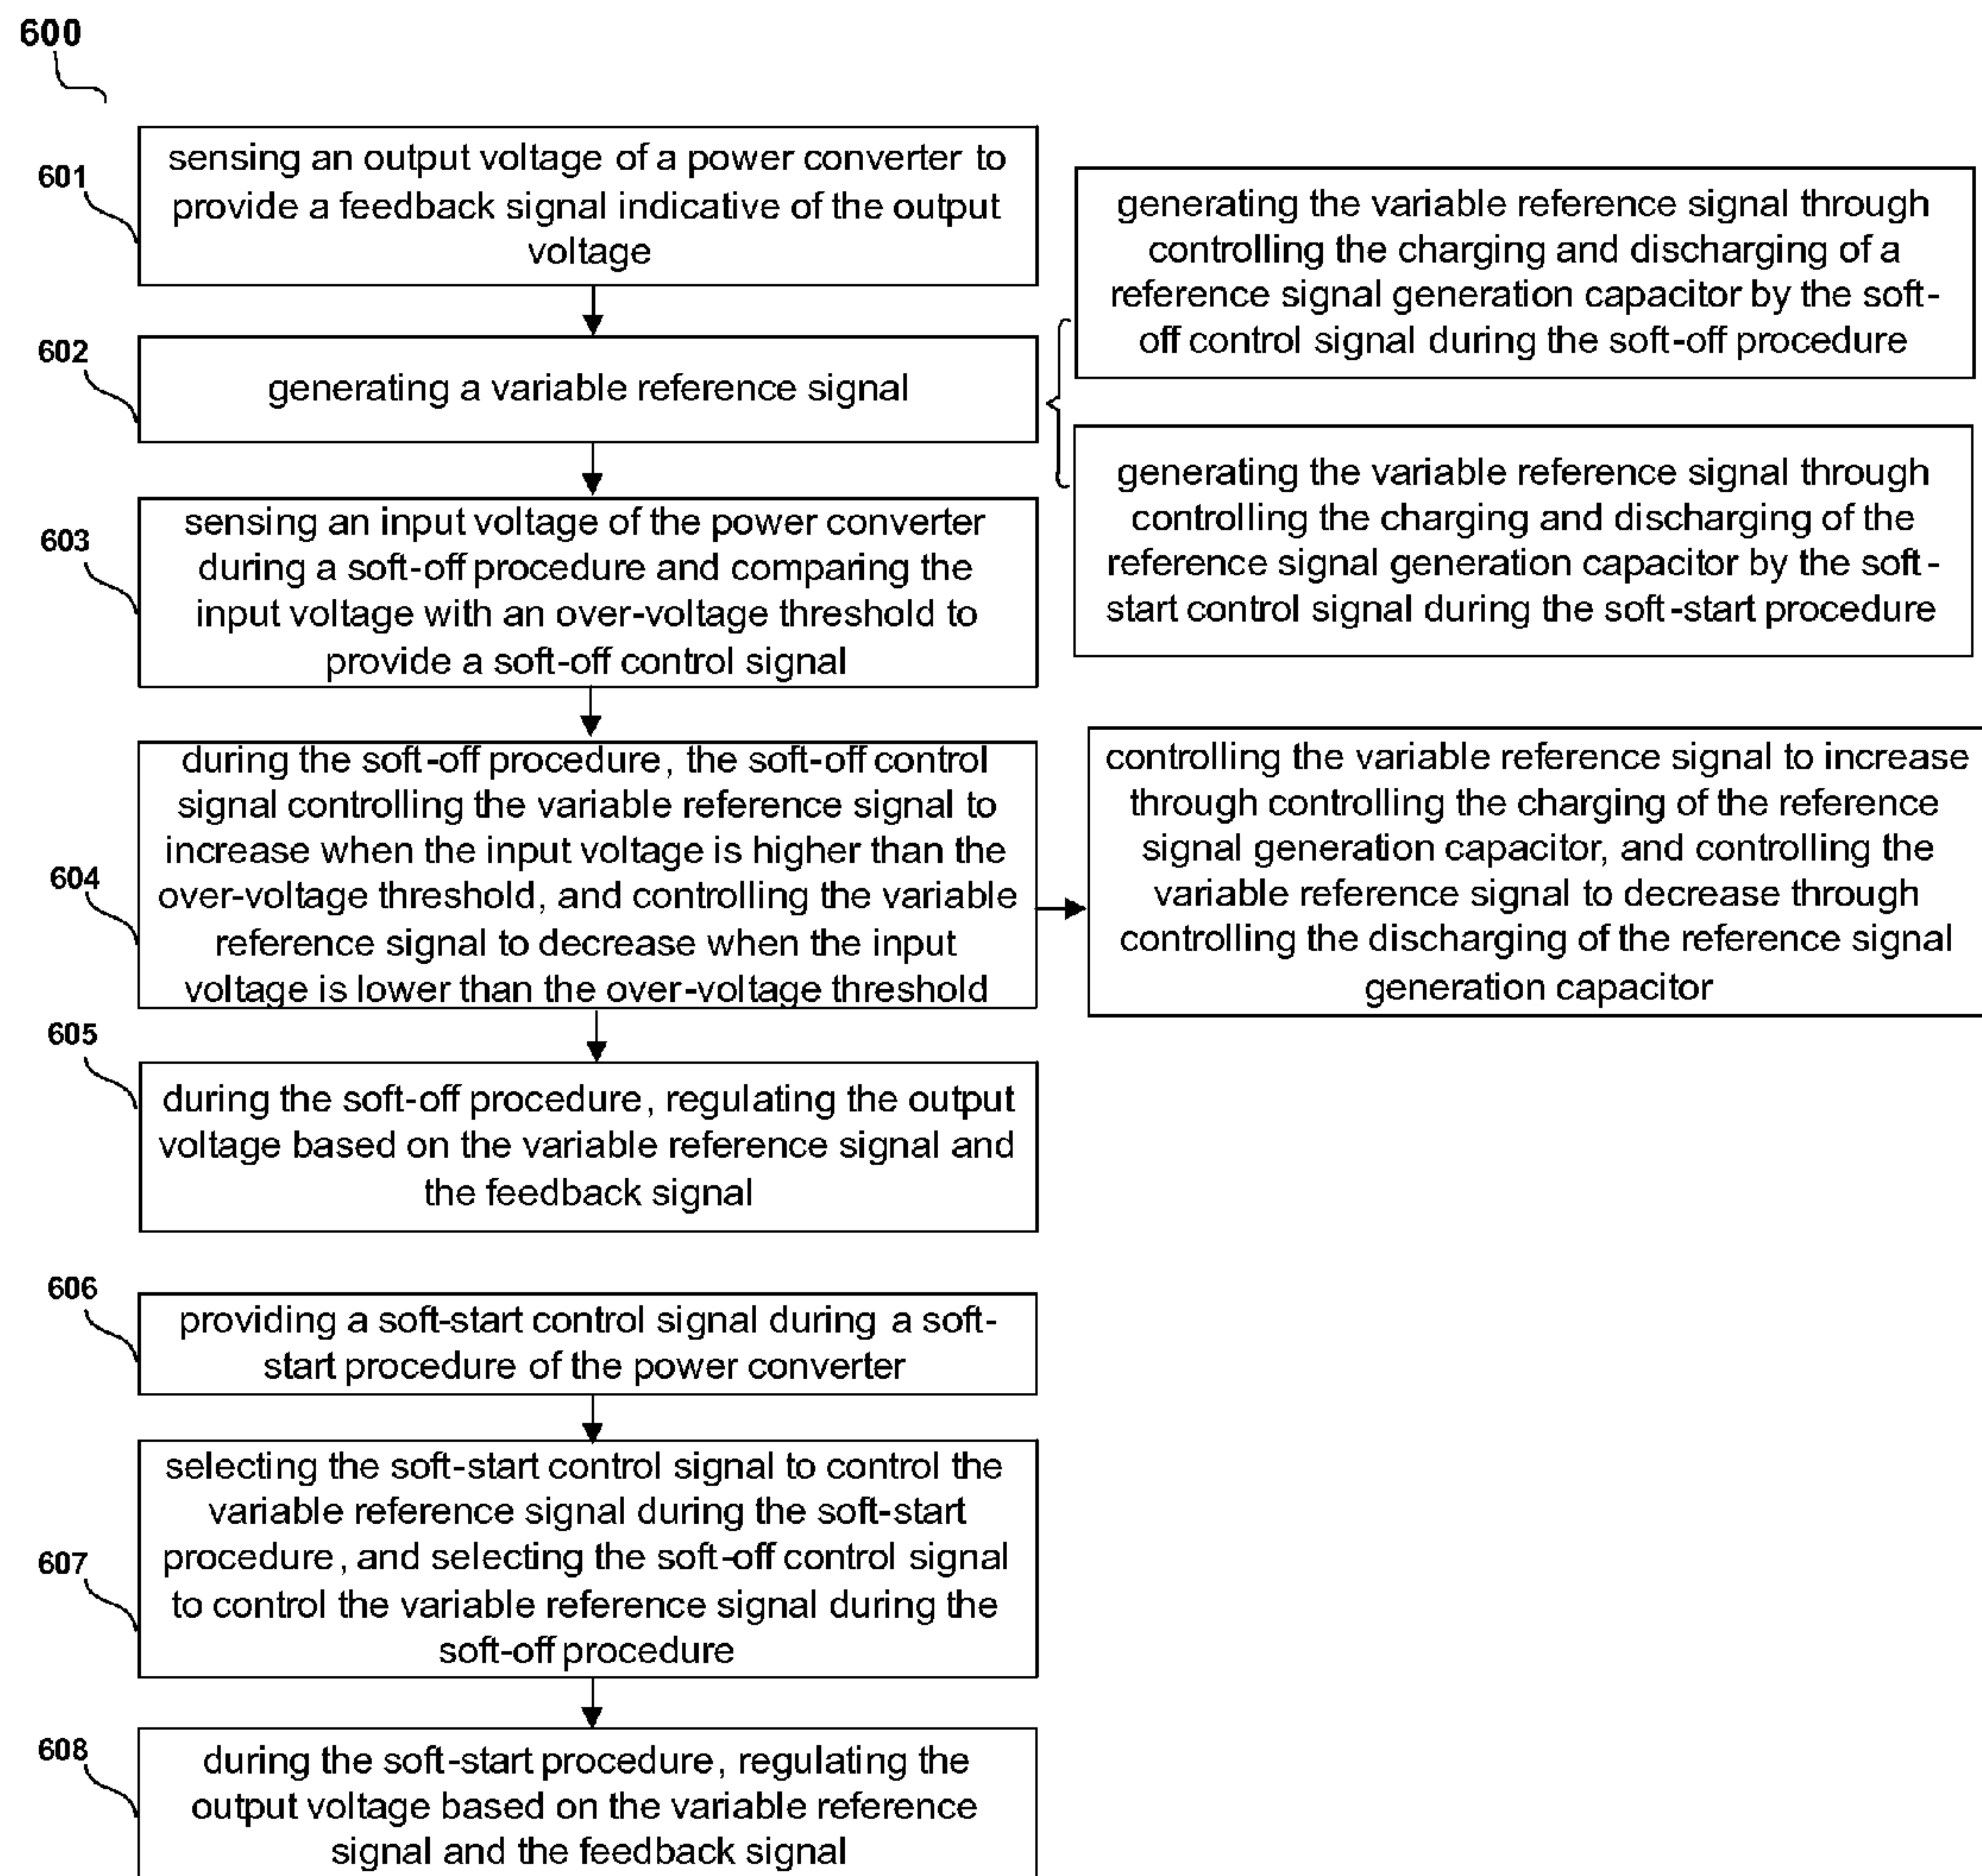 600
601
sensing an output voltage of a power converter to
provide a feedback signal indicative of the output
voltage
602
generating a variable reference signal
generating the variable reference signal through
controlling the charging and discharging of a
reference signal generation capacitor by the soft-
off control signal during the soft-off procedure
generating the variable reference signal through
controlling the charging and discharging of the
reference signal generation capacitor by the soft-
start control signal during the soft-start procedure
603
sensing an input voltage of the power converter
during a soft-off procedure and comparing the
input voltage with an over-voltage threshold to
provide a soft-off control signal
604
during the soft-off procedure, the soft-off control
signal controlling the variable reference signal to
increase when the input voltage is higher than the
over-voltage threshold, and controlling the variable
reference signal to decrease when the input
voltage is lower than the over-voltage threshold
controlling the variable reference signal to increase
through controlling the charging of the reference
signal generation capacitor, and controlling the
variable reference signal to decrease through
controlling the discharging of the reference signal
generation capacitor
605
during the soft-off procedure, regulating the output
voltage based on the variable reference signal and
the feedback signal
606
providing a soft-start control signal during a soft-
start procedure of the power converter
607
selecting the soft-start control signal to control the
variable reference signal during the soft-start
procedure, and selecting the soft-off control signal
to control the variable reference signal during the
soft-off procedure
608
during the soft-start procedure, regulating the
output voltage based on the variable reference
signal and the feedback signal